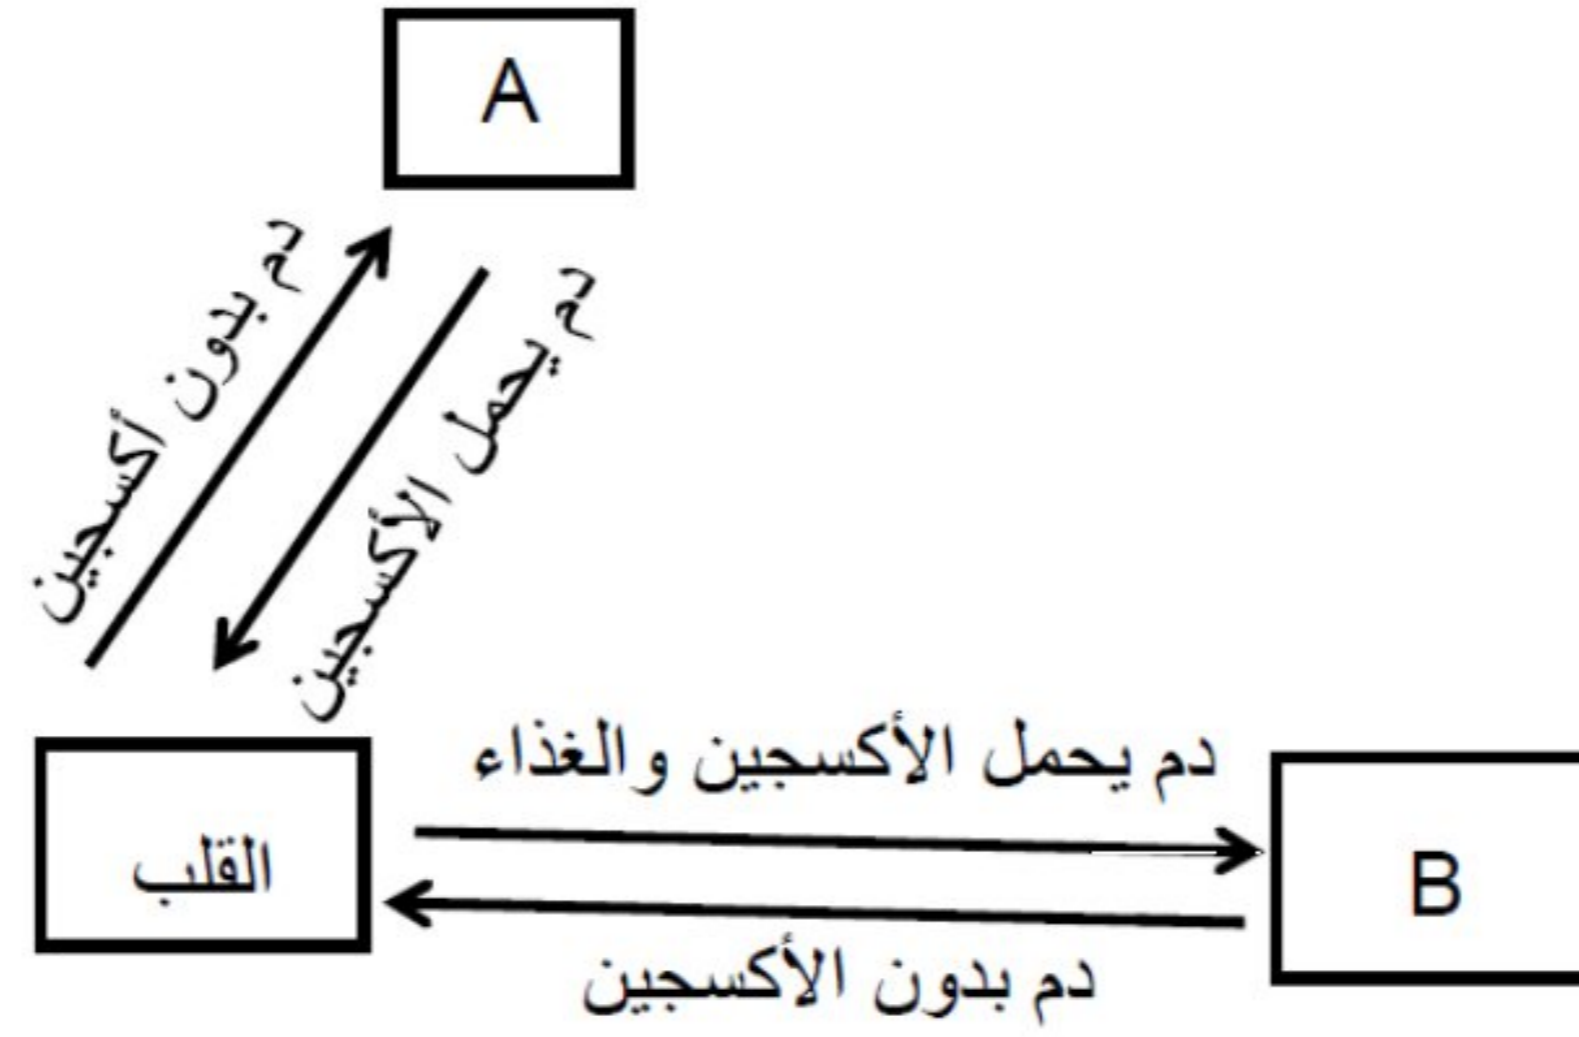 A
دم بدون أكسجين
دم يحمل الأكسجين
دم يحمل الأكسجين والغذاء
القلب
B
دم بدون الأكسجين